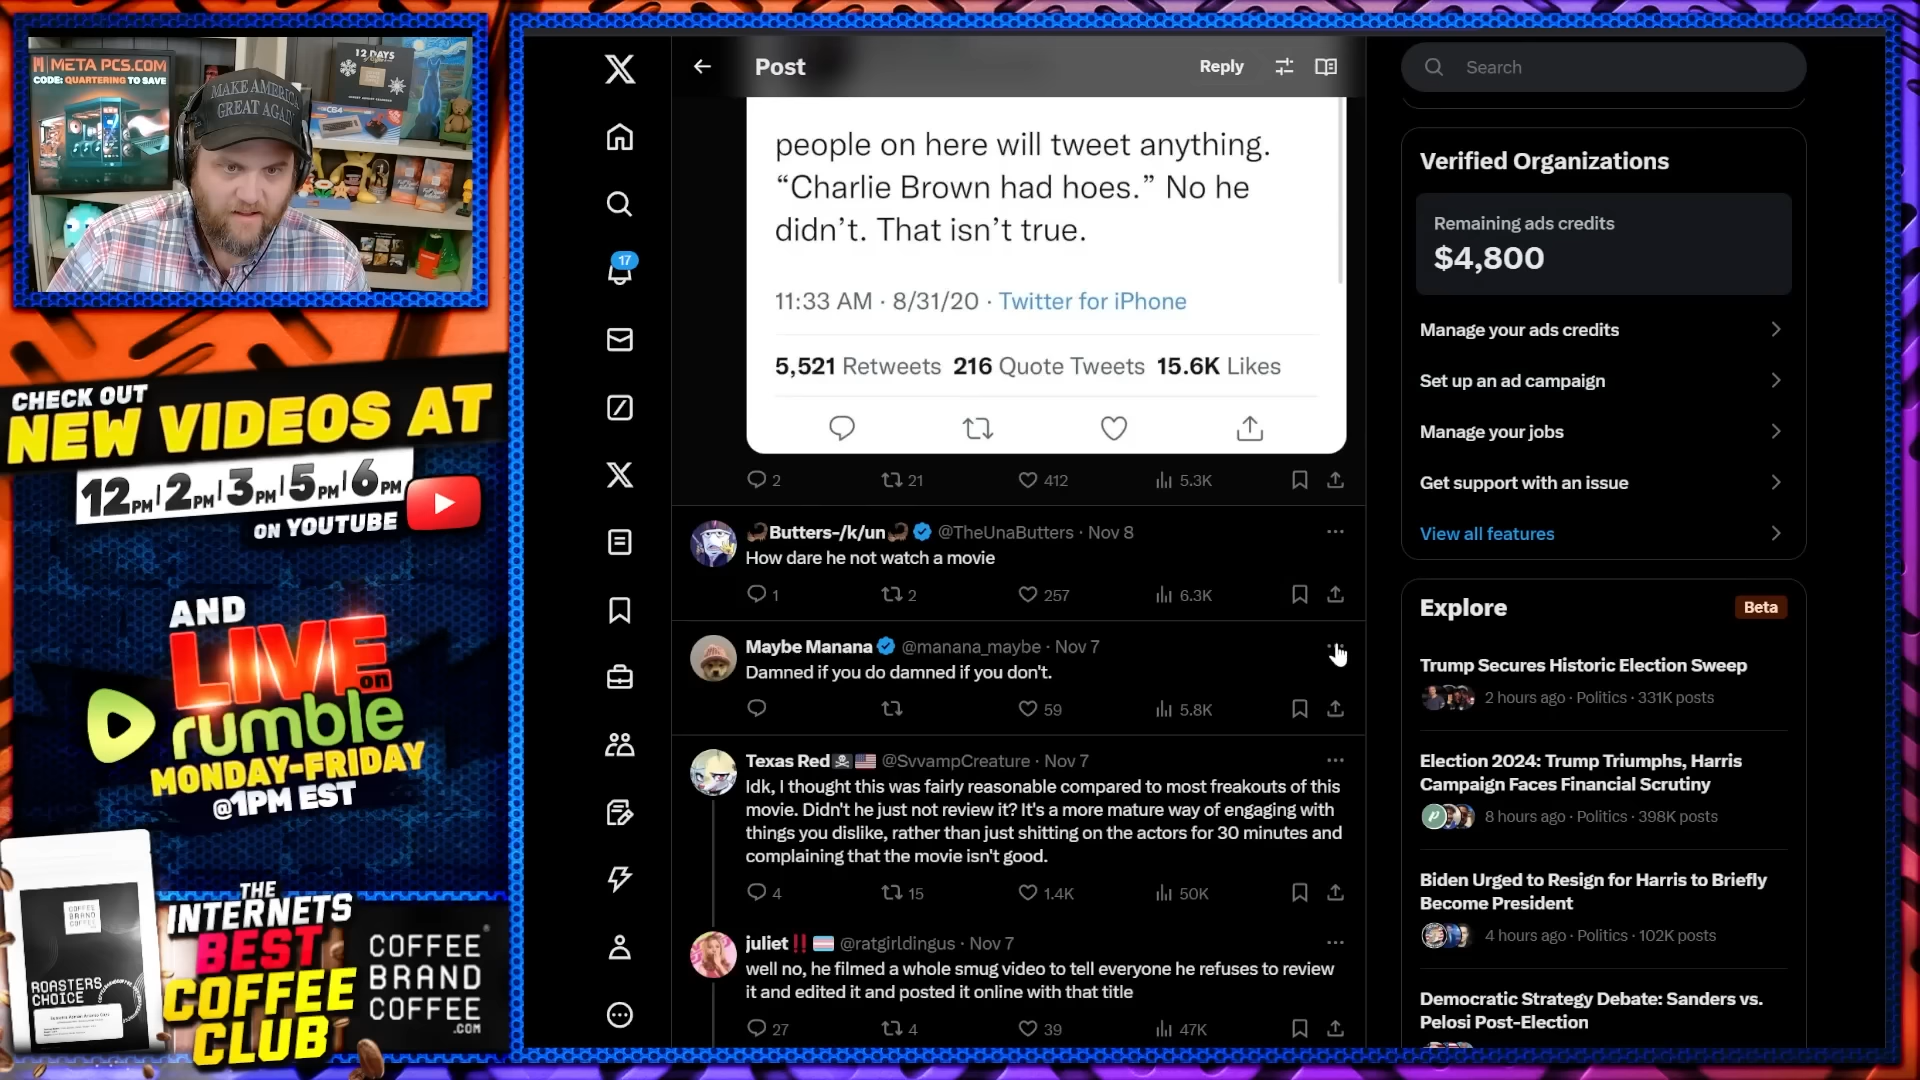 META PCS.COM
CODE: QUARTERING TO SAVE
12 DAYS
C64
MAKE AMERICA
GREAT AGAIN
CHECK OUT
NEW VIDEOS AT
12PM | 2PM | 3PM | 5PM | 6PM
ON YOUTUBE
AND
LIVE
on
rumble
MONDAY-FRIDAY
@1PM EST
COFFEE
BRAND
COFFEE
ROASTERS
CHOICE
THE
INTERNETS
BEST
COFFEE
CLUB
COFFEE
BRAND
COFFEE
.COM
17
Post
Reply
people on here will tweet anything.
“Charlie Brown had hoes.” No he
didn’t. That isn’t true.
11:33 AM · 8/31/20 · Twitter for iPhone
5,521 Retweets 216 Quote Tweets 15.6K Likes
2 21 412 5.3K
Butters-/k/un @TheUnaButters · Nov 8
How dare he not watch a movie
1 2 257 6.3K
Maybe Manana @manana_maybe · Nov 7
Damned if you do damned if you don't.
59 5.8K
Texas Red @SvvampCreature · Nov 7
Idk, I thought this was fairly reasonable compared to most freakouts of this
movie. Didn't he just not review it? It's a more mature way of engaging with
things you dislike, rather than just shitting on the actors for 30 minutes and
complaining that the movie isn't good.
4 15 1.4K 50K
juliet‼️ @ratgirldingus · Nov 7
well no, he filmed a whole smug video to tell everyone he refuses to review
it and edited it and posted it online with that title
27 4 39 47K
Search
Verified Organizations
Remaining ads credits
$4,800
Manage your ads credits
Set up an ad campaign
Manage your jobs
Get support with an issue
View all features
Explore
Beta
Trump Secures Historic Election Sweep
2 hours ago · Politics · 331K posts
Election 2024: Trump Triumphs, Harris
Campaign Faces Financial Scrutiny
8 hours ago · Politics · 398K posts
Biden Urged to Resign for Harris to Briefly
Become President
4 hours ago · Politics · 102K posts
Democratic Strategy Debate: Sanders vs.
Pelosi Post-Election